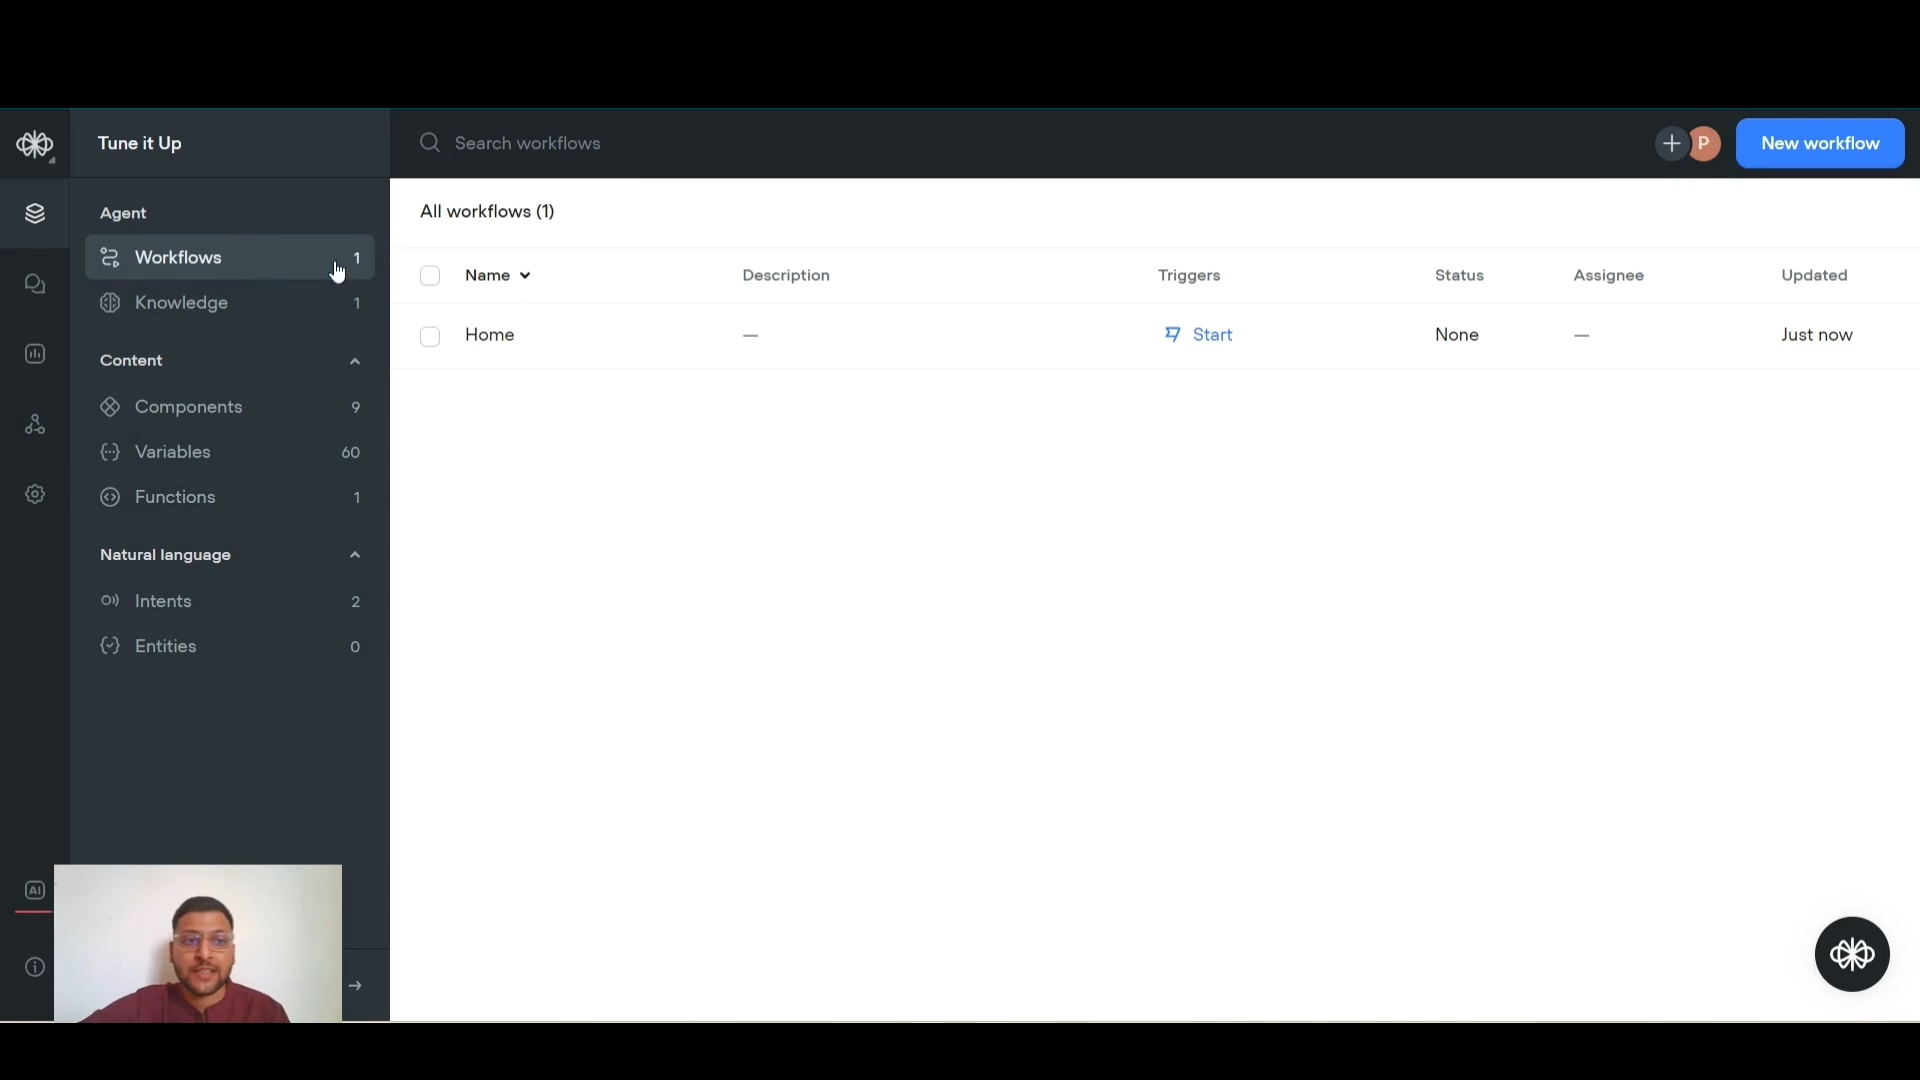 Tune it Up
Search workflows
P
New workflow
Agent
Workflows 1
Knowledge 1
Content
Components 9
Variables 60
Functions 1
Natural language
Intents 2
Entities 0
AI
All workflows (1)
Name Description Triggers Status Assignee Updated
Home — Start None — Just now